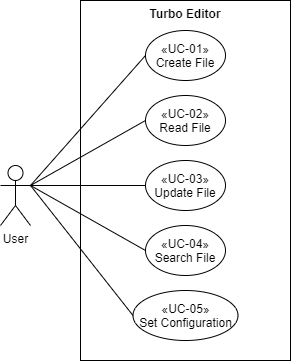 Turbo Editor
«UC-01»
Create File
«UC-02»
Read File
«UC-03»
Update File
«UC-04»
Search File
«UC-05»
Set Configuration
User